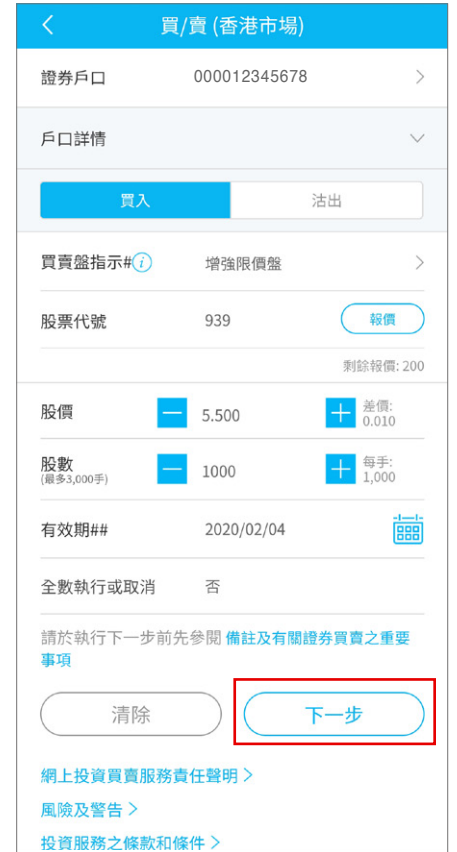 買/賣 (香港市場)
證券戶口 000012345678
戶口詳情
買入 沽出
買賣盤指示# i 增強限價盤
股票代號 939 報價
剩餘報價: 200
股價 5.500 差價:
0.010
股數 1000 每手:
(最多3,000手) 1,000
有效期## 2020/02/04
全數執行或取消 否
請於執行下一步前先參閱 備註及有關證券買賣之重要
事項
清除 下一步
網上投資買賣服務責任聲明
風險及警告
投資服務之條款和條件